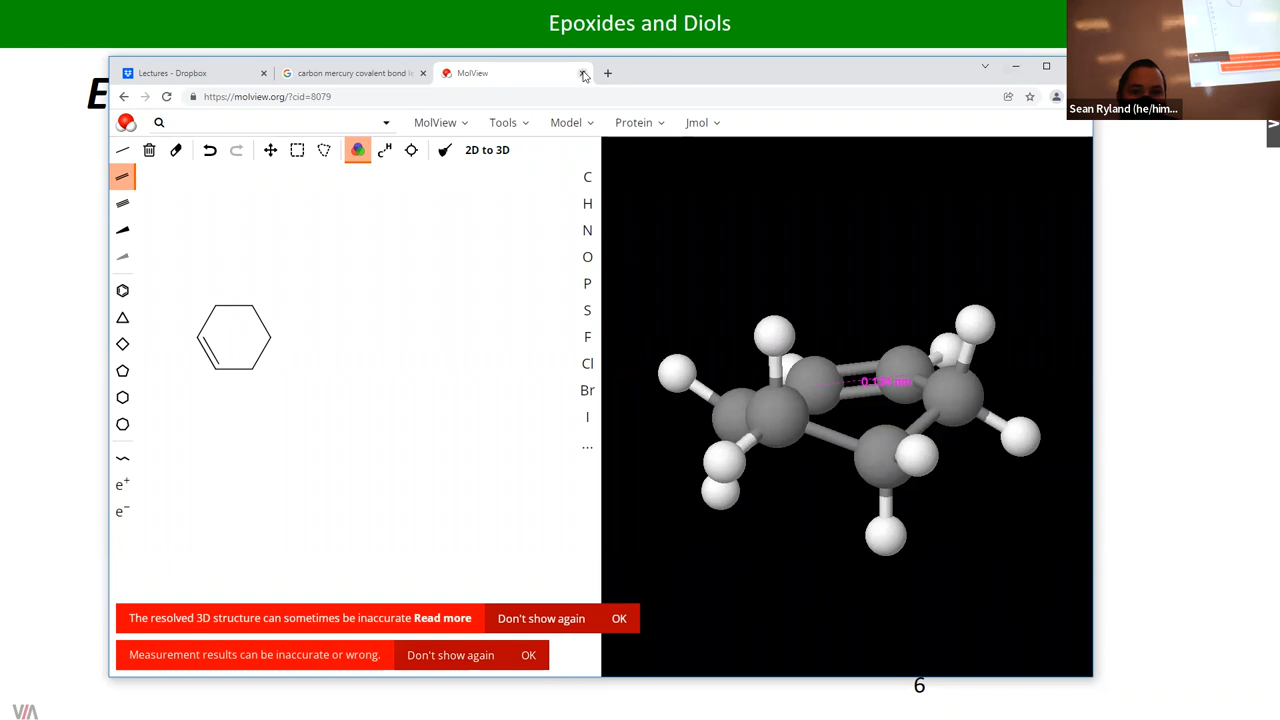 Epoxides and Diols
E
Lectures - Dropbox
carbon mercury covalent bond l
MolView
Sean Ryland (he/him...
https://molview.org/?cid=8079
MolView
Tools
Model
Protein
Jmol
2D to 3D
C
H
N
O
P
S
F
Cl
Br
I
...
e+
e-
The resolved 3D structure can sometimes be inaccurate Read more
Don't show again
OK
Measurement results can be inaccurate or wrong.
Don't show again
OK
6
VIA